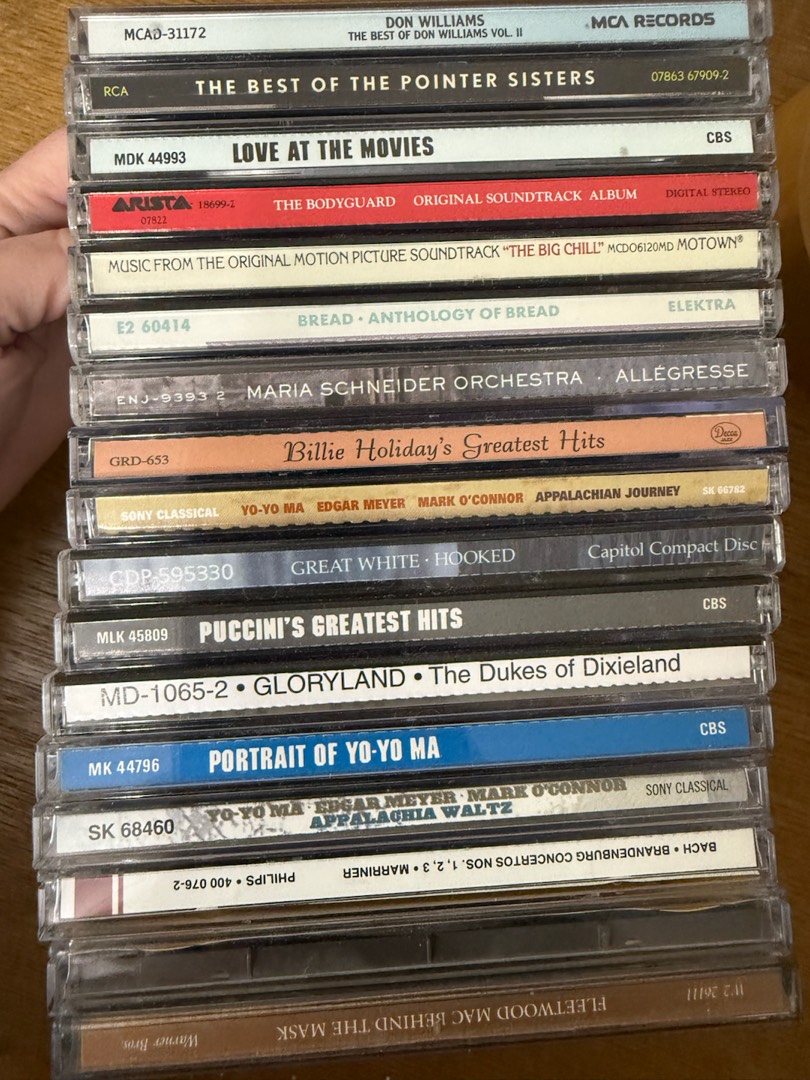 MCAD-31172 DON WILLIAMS MCA RECORDS
THE BEST OF DON WILLIAMS VOL. II
RCA THE BEST OF THE POINTER SISTERS 07863 67909-2
MDK 44993 LOVE AT THE MOVIES CBS
ARISTA 18699-2 THE BODYGUARD ORIGINAL SOUNDTRACK ALBUM DIGITAL STEREO
07822
MUSIC FROM THE ORIGINAL MOTION PICTURE SOUNDTRACK "THE BIG CHILL" MCD06120MD MOTOWN®
E2 60414 BREAD • ANTHOLOGY OF BREAD ELEKTRA
ENJ-9393 2 MARIA SCHNEIDER ORCHESTRA · ALLÉGRESSE
GRD-653 Billie Holiday's Greatest Hits Decca JAZZ
SONY CLASSICAL YO-YO MA EDGAR MEYER MARK O'CONNOR APPALACHIAN JOURNEY SK 66782
CDP-595330 GREAT WHITE · HOOKED Capitol Compact Disc
MLK 45809 PUCCINI'S GREATEST HITS CBS
MD-1065-2 • GLORYLAND • The Dukes of Dixieland
MK 44796 PORTRAIT OF YO-YO MA CBS
SK 68460 YO-YO MA · EDGAR MEYER · MARK O'CONNOR SONY CLASSICAL
APPALACHIA WALTZ
BACH • BRANDENBURG CONCERTOS NOS. 1, 2, 3 • MARRINER PHILIPS • 400 076-2
W2 26111 FLEETWOOD MAC BEHIND THE MASK Warner Bros.